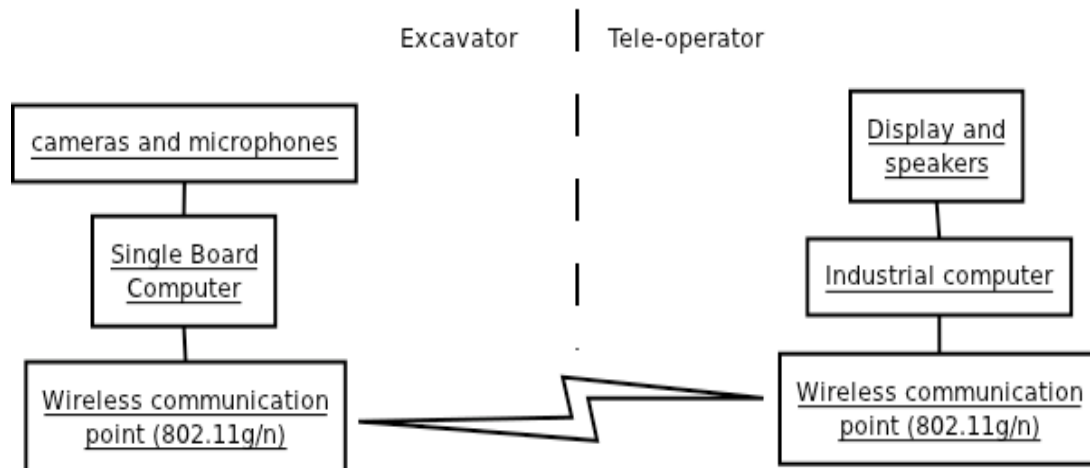 Excavator
Tele-operator
cameras and microphones
Single Board
Computer
Wireless communication
point (802.11g/n)
Display and
speakers
Industrial computer
Wireless communication
point (802.11g/n)